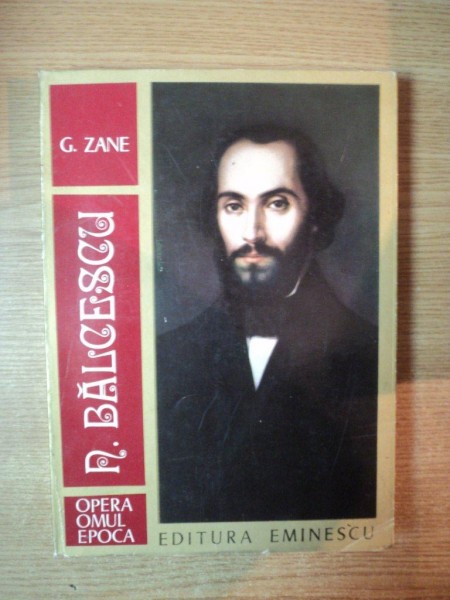 G. ZANE
N. BĂLCESCU
OPERA
OMUL
EPOCA
EDITURA EMINESCU